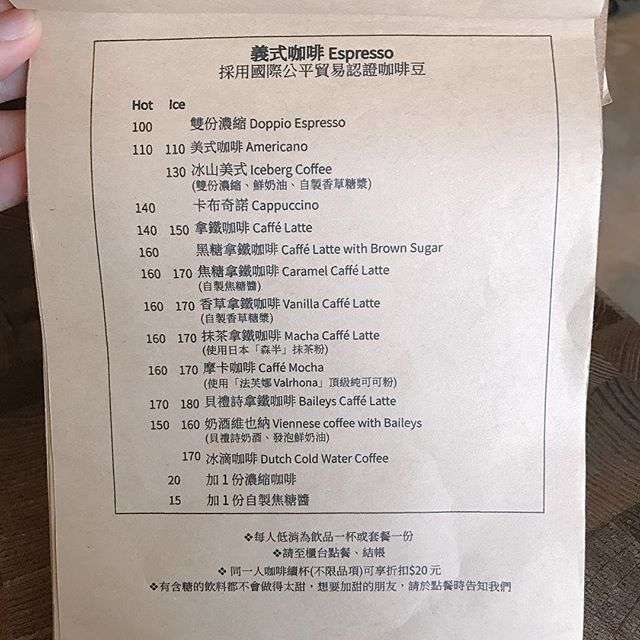 義式咖啡 Espresso
採用國際公平貿易認證咖啡豆
Hot Ice
100 雙份濃縮 Doppio Espresso
110 110 美式咖啡 Americano
130 冰山美式 Iceberg Coffee
(雙份濃縮、鮮奶油、自製香草糖漿)
140 卡布奇諾 Cappuccino
140 150 拿鐵咖啡 Caffé Latte
160 黑糖拿鐵咖啡 Caffé Latte with Brown Sugar
160 170 焦糖拿鐵咖啡 Caramel Caffé Latte
(自製焦糖醬)
160 170 香草拿鐵咖啡 Vanilla Caffé Latte
(自製香草糖漿)
160 170 抹茶拿鐵咖啡 Macha Caffé Latte
(使用日本「森半」抹茶粉)
160 170 摩卡咖啡 Caffé Mocha
(使用「法芙娜 Valrhona」頂級純可可粉)
170 180 貝禮詩拿鐵咖啡 Baileys Caffé Latte
150 160 奶酒維也納 Viennese coffee with Baileys
(貝禮詩奶酒、發泡鮮奶油)
170 冰滴咖啡 Dutch Cold Water Coffee
20 加 1 份濃縮咖啡
15 加 1 份自製焦糖醬
❖每人低消為飲品一杯或套餐一份
❖請至櫃台點餐、結帳
❖ 同一人咖啡續杯(不限品項)可享折扣$20 元
❖有含糖的飲料都不會做得太甜，想要加甜的朋友，請於點餐時告知我們